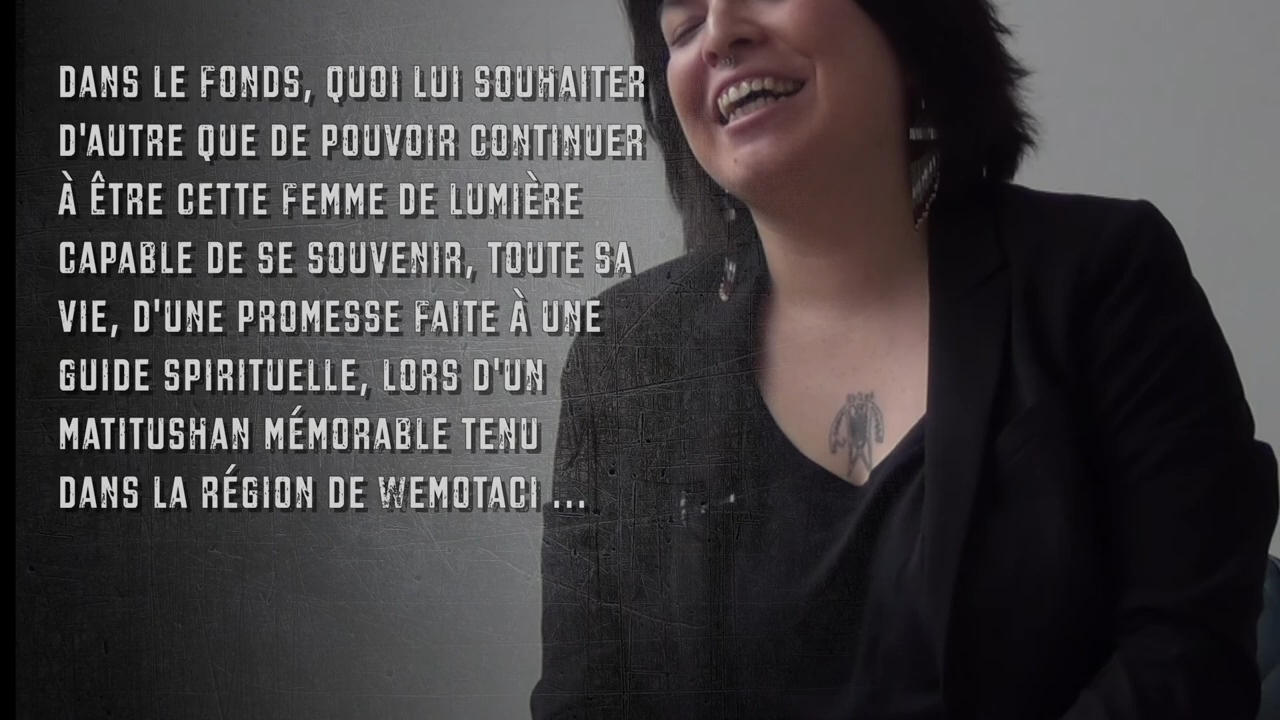 DANS LE FONDS, QUOI LUI SOUHAITER
D'AUTRE QUE DE POUVOIR CONTINUER
À ÊTRE CETTE FEMME DE LUMIÈRE
CAPABLE DE SE SOUVENIR, TOUTE SA
VIE, D'UNE PROMESSE FAITE À UNE
GUIDE SPIRITUELLE, LORS D'UN
MATITUSHAN MÉMORABLE TENU
DANS LA RÉGION DE WEMOTACI ...